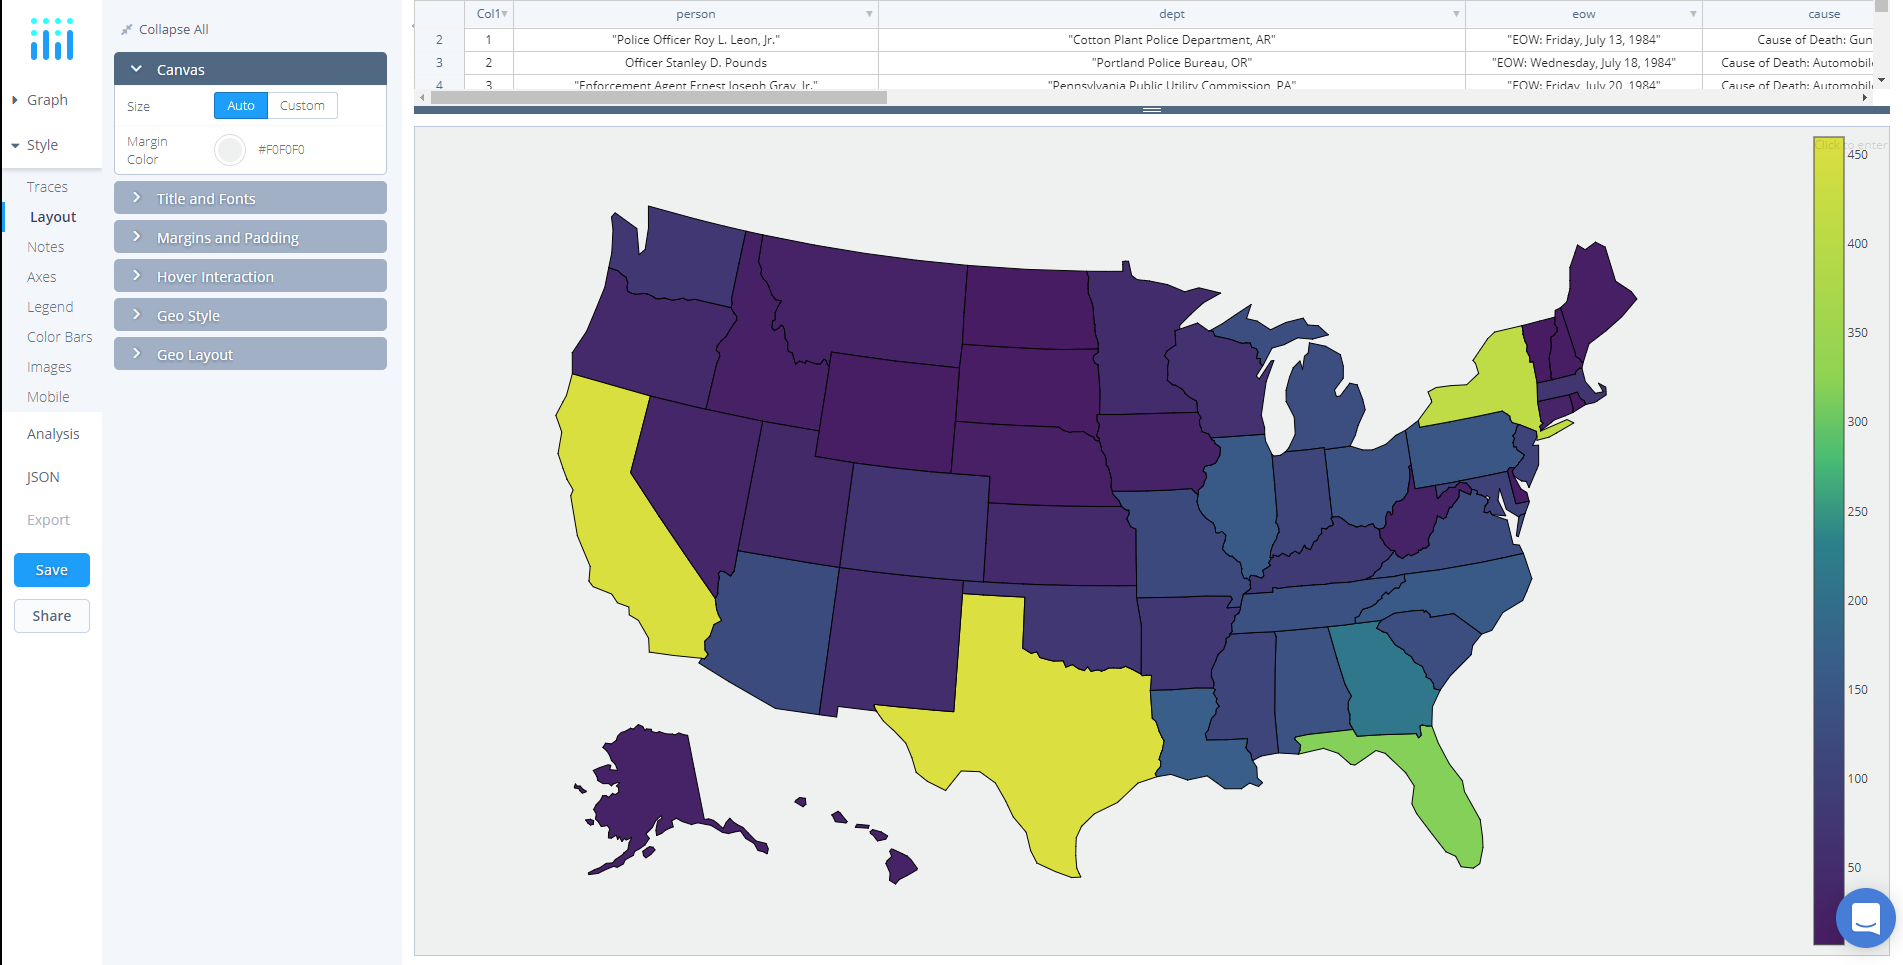 Collapse All
Graph
Style
Traces
Layout
Notes
Axes
Legend
Color Bars
Images
Mobile
Analysis
JSON
Export
Save
Share
Canvas
Size
Auto
Custom
Margin
Color
#F0F0F0
Title and Fonts
Margins and Padding
Hover Interaction
Geo Style
Geo Layout
Col1 person dept eow cause
2 1 "Police Officer Roy L. Leon, Jr." "Cotton Plant Police Department, AR" "EOW: Friday, July 13, 1984" Cause of Death: Gun
3 2 Officer Stanley D. Pounds "Portland Police Bureau, OR" "EOW: Wednesday, July 18, 1984" Cause of Death: Automobil
4 3 "Enforcement Agent Ernest Joseph Gray, Jr." "Pennsylvania Public Utility Commission, PA" "EOW: Friday, July 20, 1984" Cause of Death: Automobil
Click to enter
450
400
350
300
250
200
150
100
50